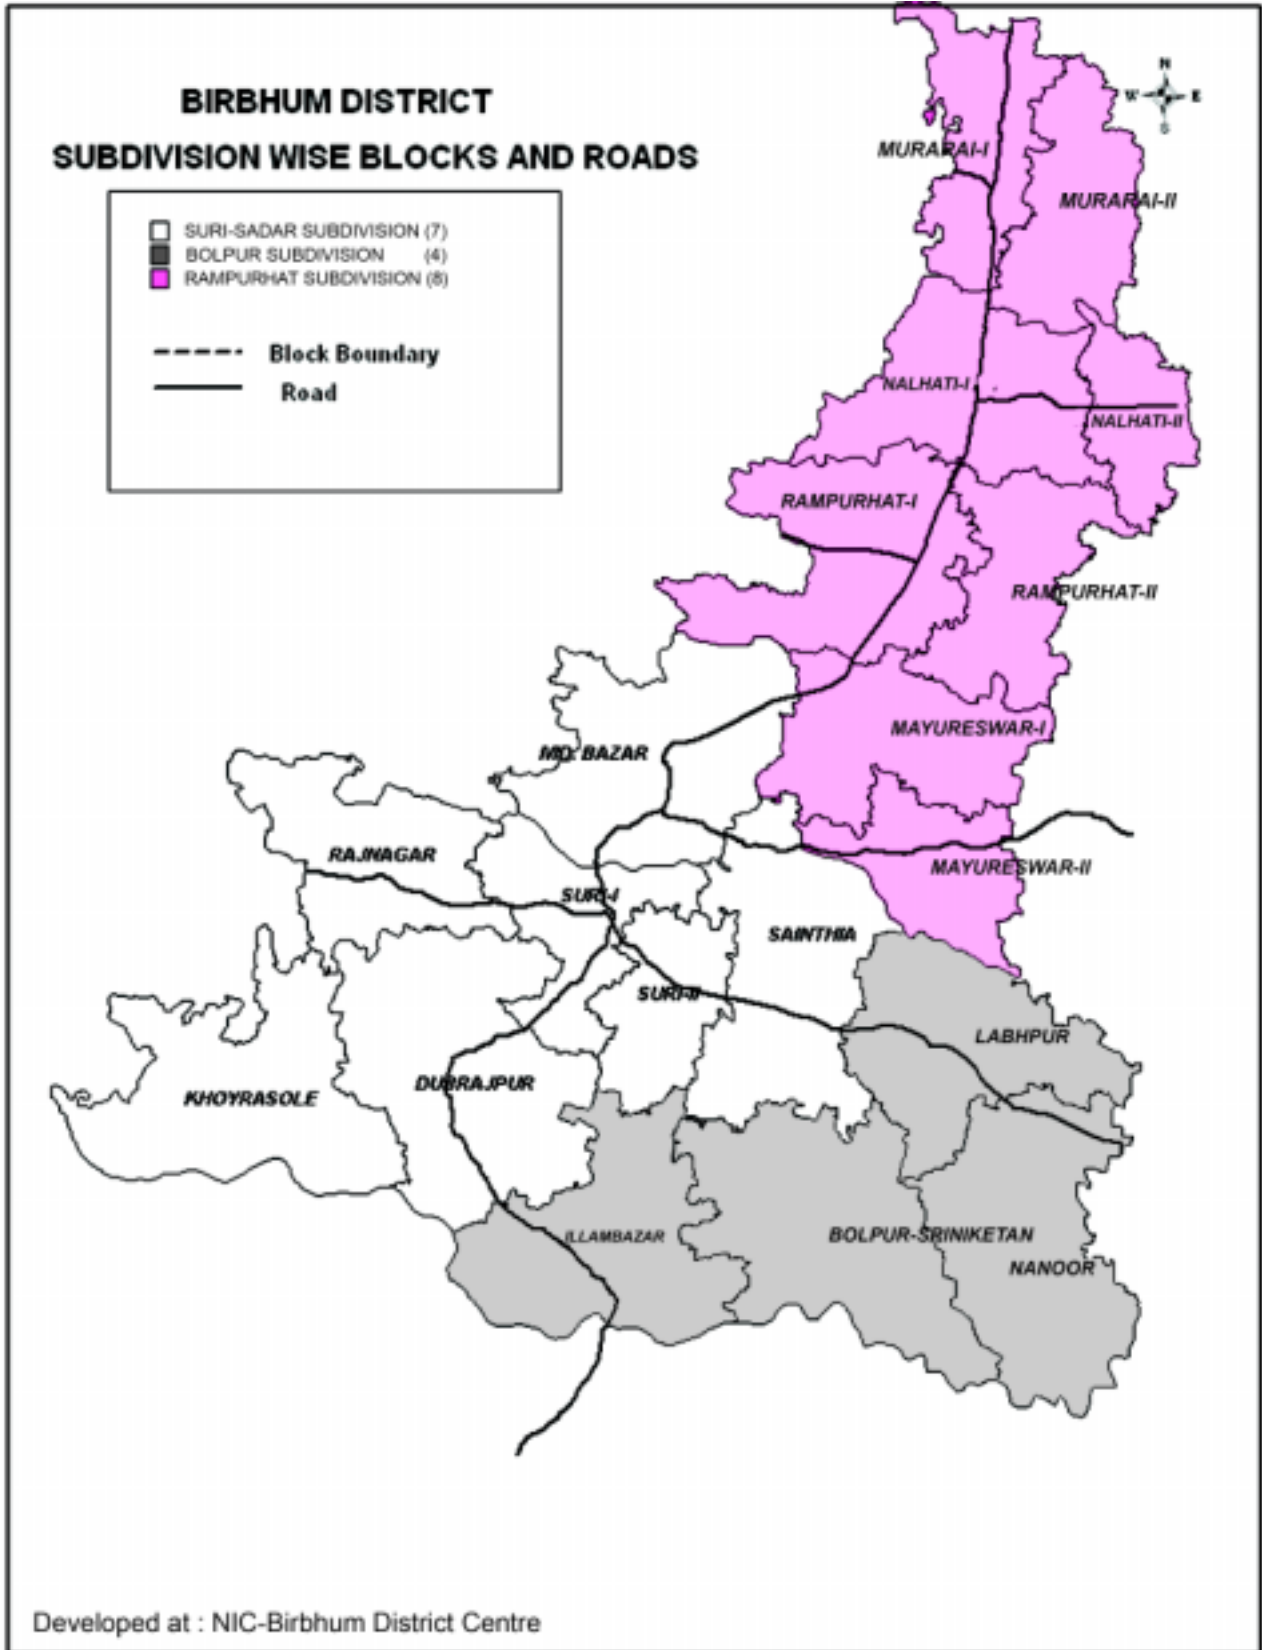 BIRBHUM DISTRICT
SUBDIVISION WISE BLOCKS AND ROADS
SURI-SADAR SUBDIVISION (7)
BOLPUR SUBDIVISION (4)
RAMPURHAT SUBDIVISION (8)
Block Boundary
Road
N
W E
S
MURARAI-I
MURARAI-II
NALHATI-I
NALHATI-II
RAMPURHAT-I
RAMPURHAT-II
MAYURESWAR-I
MD. BAZAR
RAJNAGAR
MAYURESWAR-II
SURI-I
SAINTHIA
SURI-II
LABHPUR
DUBRAJPUR
KHOYRASOLE
ILLAMBAZAR
BOLPUR-SRINIKETAN
NANOOR
Developed at : NIC-Birbhum District Centre